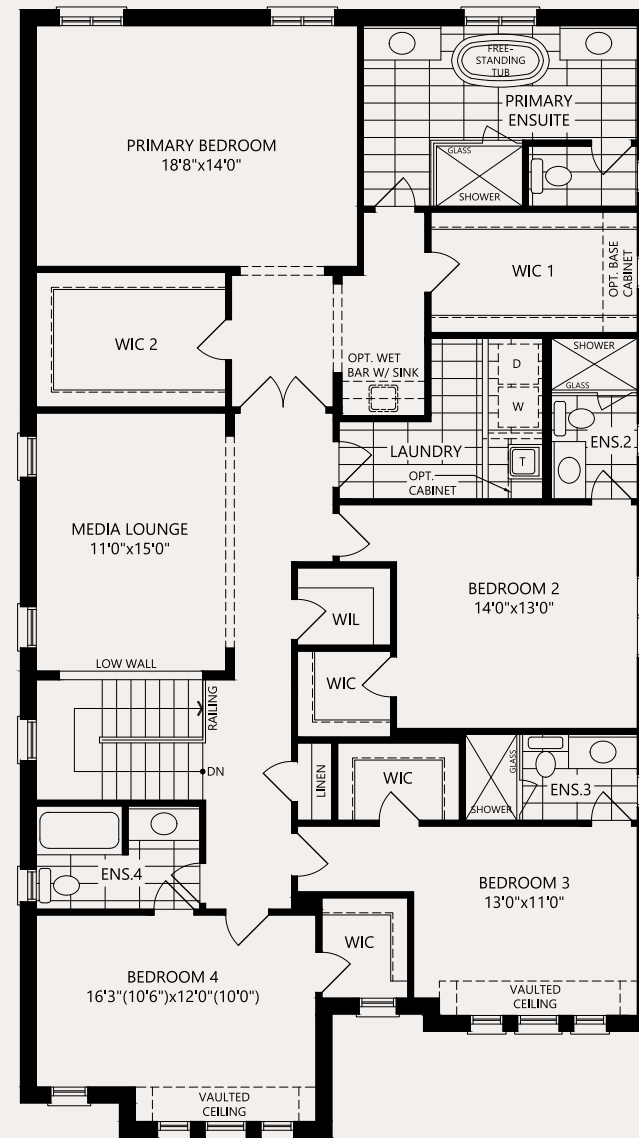 FREE-
STANDING
TUB
PRIMARY
ENSUITE
PRIMARY BEDROOM
18'8"x14'0"
GLASS
SHOWER
WIC 1
OPT. BASE
CABINET
WIC 2
OPT. WET
BAR W/ SINK
D
W
SHOWER
GLASS
ENS.2
LAUNDRY
T
OPT.
CABINET
MEDIA LOUNGE
11'0"x15'0"
BEDROOM 2
14'0"x13'0"
WIL
LOW WALL
WIC
RAILING
DN
LINEN
WIC
GLASS
SHOWER
ENS.3
ENS.4
BEDROOM 3
13'0"x11'0"
WIC
BEDROOM 4
16'3"(10'6")x12'0"(10'0")
VAULTED
CEILING
VAULTED
CEILING